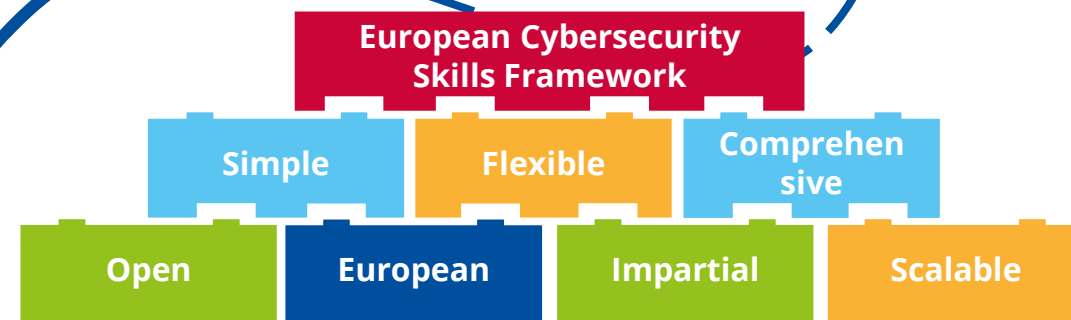 European Cybersecurity
Skills Framework
Simple
Flexible
Comprehen
sive
Open
European
Impartial
Scalable